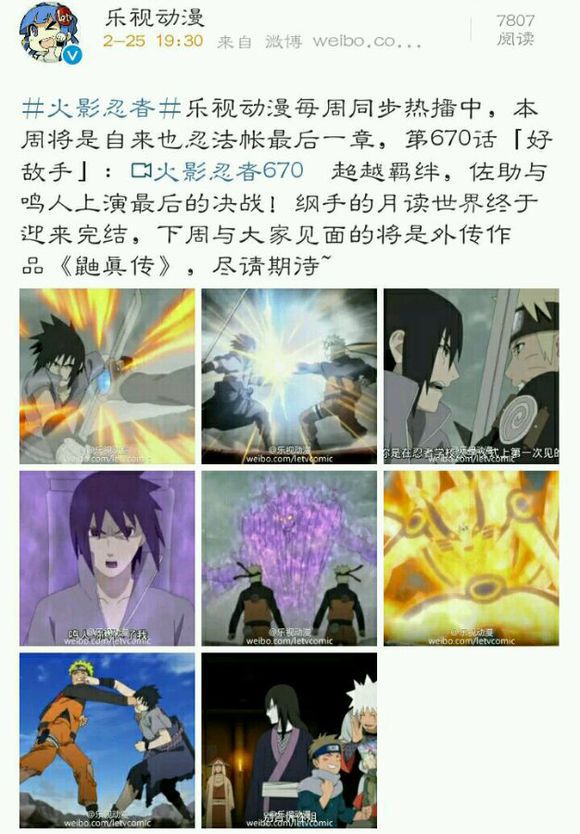 乐视动漫
2-25 19:30 来自 微博 weibo.co...
7807
阅读
#火影忍者#乐视动漫每周同步热播中，本
周将是自来也忍法帐最后一章，第670话「好
敌手」：火影忍者670 超越羁绊，佐助与
鸣人上演最后的决战！纲手的月读世界终于
迎来完结，下周与大家见面的将是外传作
品《鼬真传》，尽请期待~
@乐视动漫
weibo.com/letvcomic
@乐视动漫
weibo.com/letvcomic
@乐视动漫
weibo.com/letvcomic
@乐视动漫
weibo.com/letvcomic
@乐视动漫
weibo.com/letvcomic
@乐视动漫
weibo.com/letvcomic
@乐视动漫
weibo.com/letvcomic
@乐视动漫
weibo.com/letvcomic